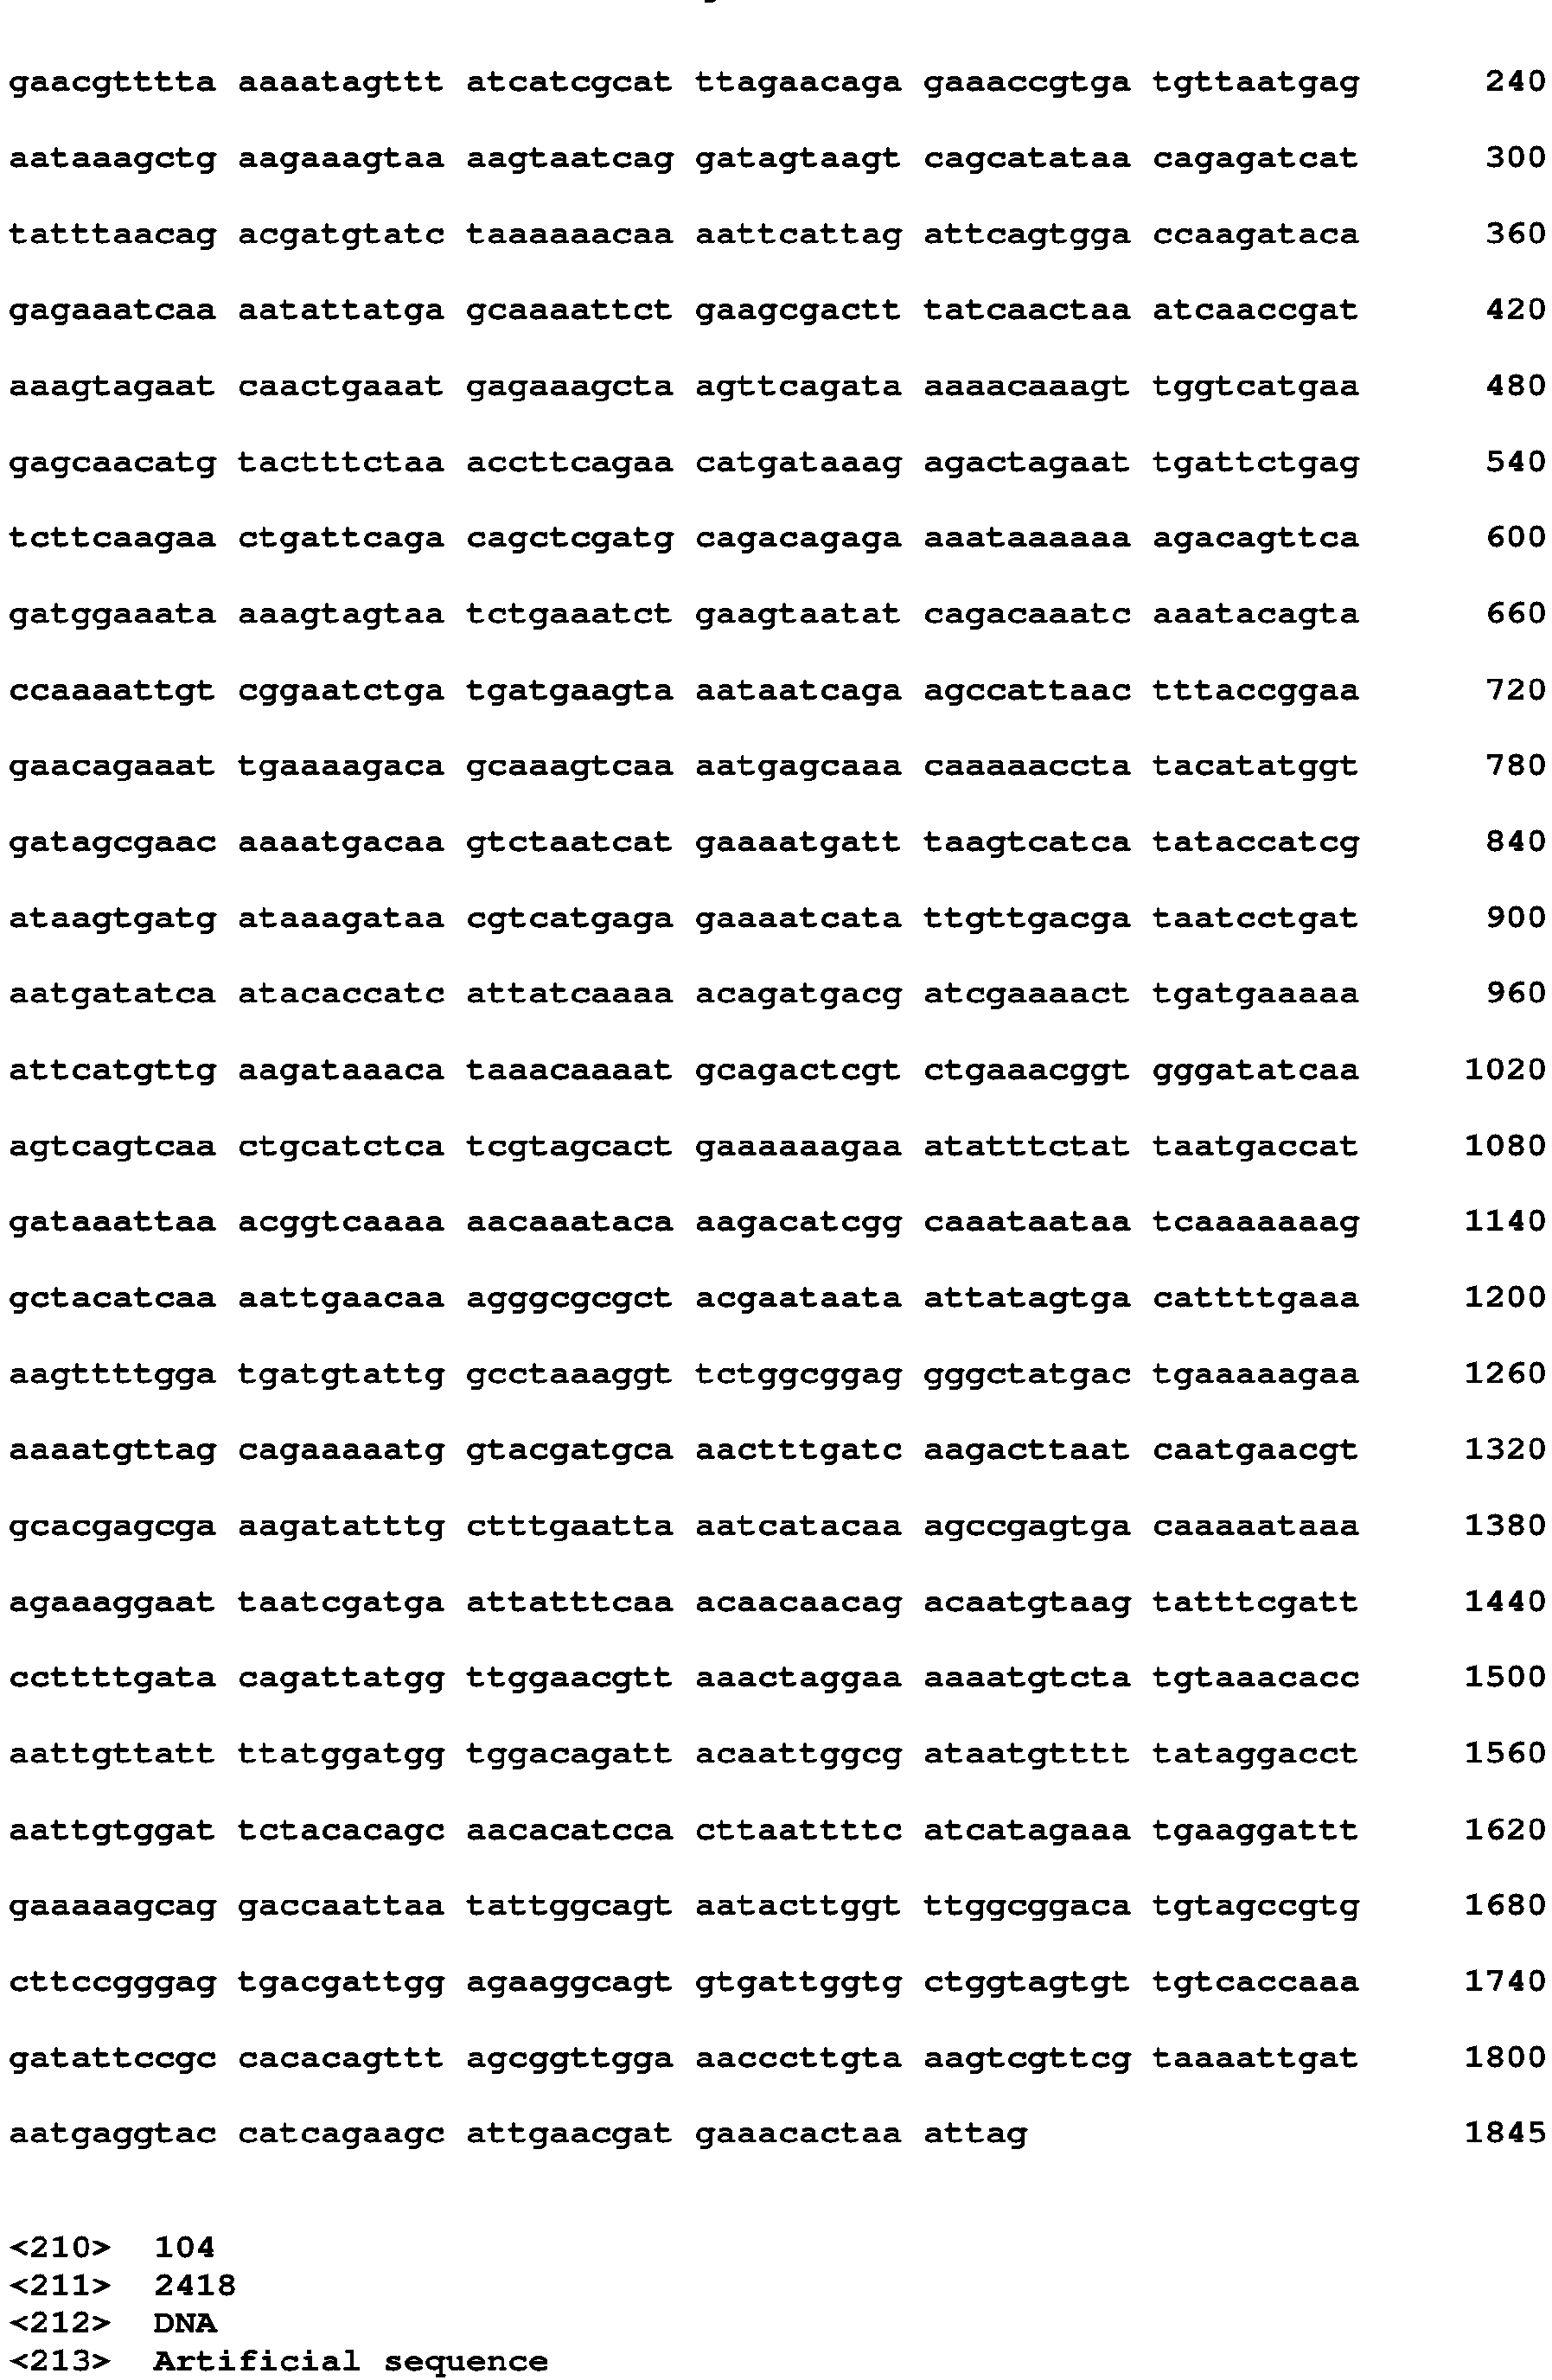 gaacgtttta aaaatagttt atcatcgcat ttagaacaga gaaaccgtga tgttaatgag 240
aataaagctg aagaaagtaa aagtaatcag gatagtaagt cagcatataa cagagatcat 300
tatttaacag acgatgtatc taaaaaacaa aattcattag attcagtgga ccaagataca 360
gagaaatcaa aatattatga gcaaaattct gaagcgactt tatcaactaa atcaaccgat 420
aaagtagaat caactgaaat gagaaagcta agttcagata aaaacaaagt tggtcatgaa 480
gagcaacatg tactttctaa accttcagaa catgataaag agactagaat tgattctgag 540
tcttcaagaa ctgattcaga cagctcgatg cagacagaga aaataaaaaa agacagttca 600
gatggaaata aaagtagtaa tctgaaatct gaagtaatat cagacaaatc aaatacagta 660
ccaaaattgt cggaatctga tgatgaagta aataatcaga agccattaac tttaccggaa 720
gaacagaaat tgaaaagaca gcaaagtcaa aatgagcaaa caaaaaccta tacatatggt 780
gatagcgaac aaaatgacaa gtctaatcat gaaaatgatt taagtcatca tataccatcg 840
ataagtgatg ataaagataa cgtcatgaga gaaaatcata ttgttgacga taatcctgat 900
aatgatatca atacaccatc attatcaaaa acagatgacg atcgaaaact tgatgaaaaa 960
attcatgttg aagataaaca taaacaaaat gcagactcgt ctgaaacggt gggatatcaa 1020
agtcagtcaa ctgcatctca tcgtagcact gaaaaaagaa atatttctat taatgaccat 1080
gataaattaa acggtcaaaa aacaaataca aagacatcgg caaataataa tcaaaaaaag 1140
gctacatcaa aattgaacaa agggcgcgct acgaataata attatagtga cattttgaaa 1200
aagttttgga tgatgtattg gcctaaaggt tctggcggag gggctatgac tgaaaaagaa 1260
aaaatgttag cagaaaaatg gtacgatgca aactttgatc aagacttaat caatgaacgt 1320
gcacgagcga aagatatttg ctttgaatta aatcatacaa agccgagtga caaaaataaa 1380
agaaaggaat taatcgatga attatttcaa acaacaacag acaatgtaag tatttcgatt 1440
ccttttgata cagattatgg ttggaacgtt aaactaggaa aaaatgtcta tgtaaacacc 1500
aattgttatt ttatggatgg tggacagatt acaattggcg ataatgtttt tataggacct 1560
aattgtggat tctacacagc aacacatcca cttaattttc atcatagaaa tgaaggattt 1620
gaaaaagcag gaccaattaa tattggcagt aatacttggt ttggcggaca tgtagccgtg 1680
cttccgggag tgacgattgg agaaggcagt gtgattggtg ctggtagtgt tgtcaccaaa 1740
gatattccgc cacacagttt agcggttgga aacccttgta aagtcgttcg taaaattgat 1800
aatgaggtac catcagaagc attgaacgat gaaacactaa attag 1845
<210> 104
<211> 2418
<212> DNA
<213> Artificial sequence